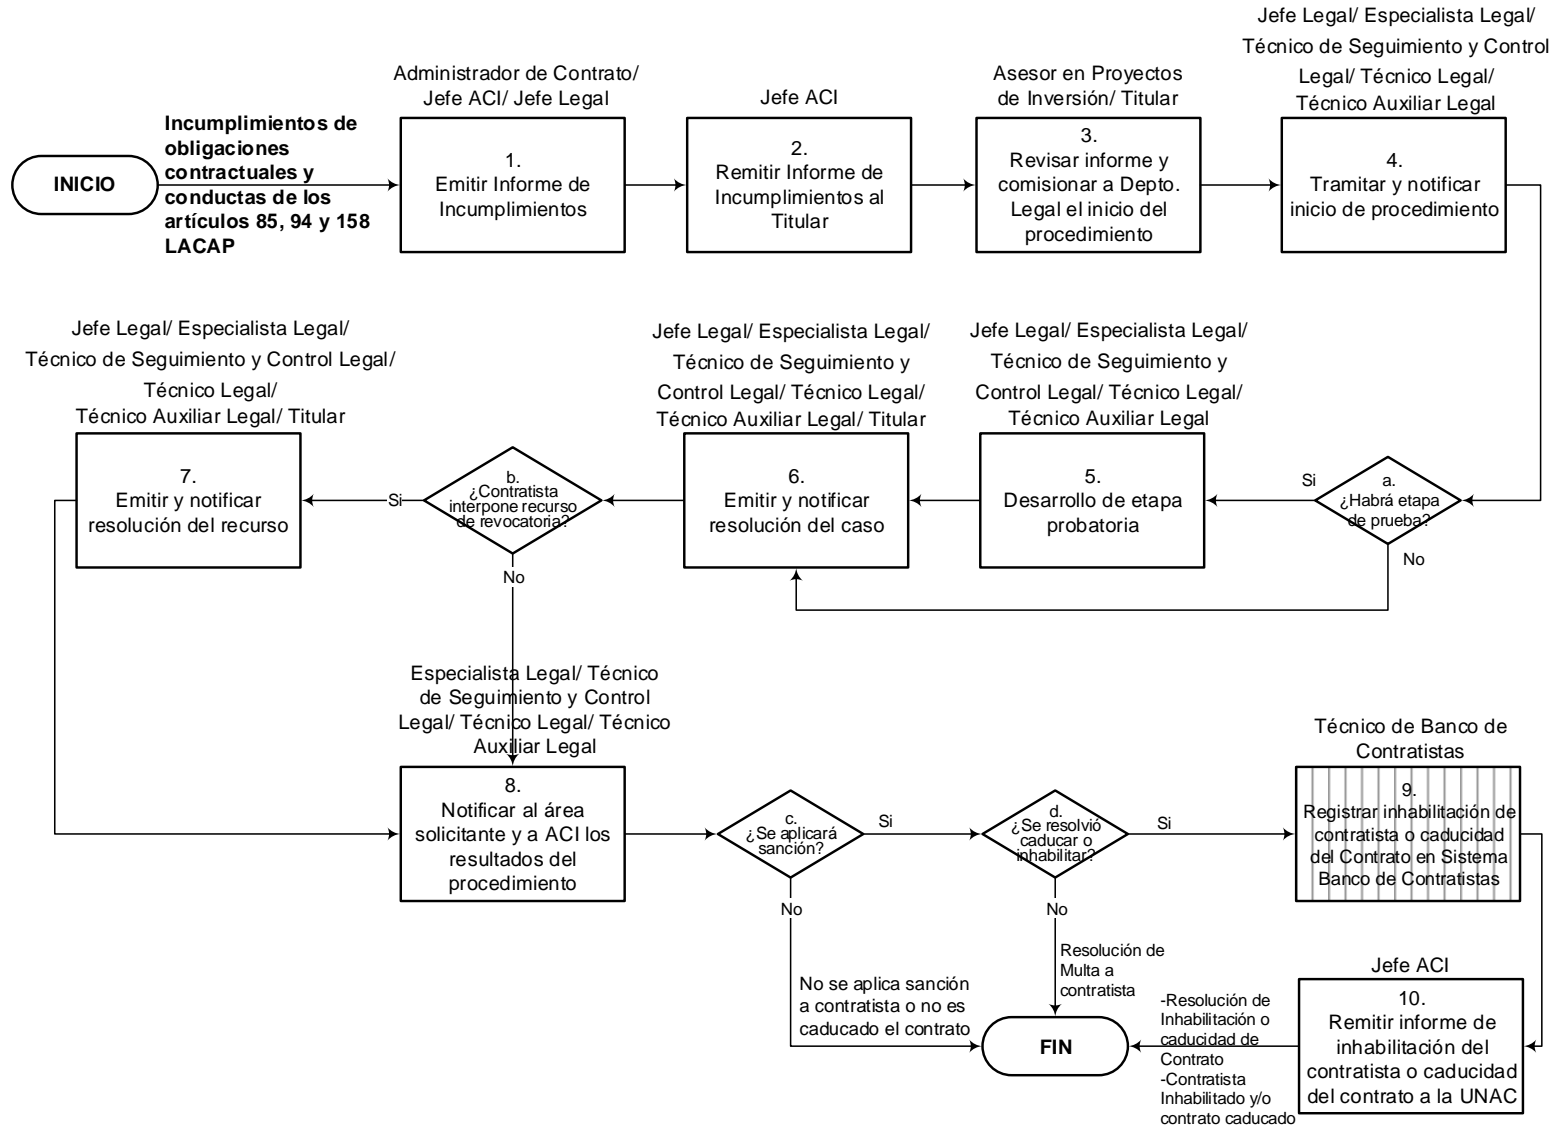 INICIO
Incumplimientos de
obligaciones
contractuales y
conductas de los
artículos 85, 94 y 158
LACAP
Administrador de Contrato/
Jefe ACI/ Jefe Legal
1.
Emitir Informe de
Incumplimientos
Jefe ACI
2.
Remitir Informe de
Incumplimientos al
Titular
Asesor en Proyectos
de Inversión/ Titular
3.
Revisar informe y
comisionar a Depto.
Legal el inicio del
procedimiento
Jefe Legal/ Especialista Legal/
Técnico de Seguimiento y Control
Legal/ Técnico Legal/
Técnico Auxiliar Legal
4.
Tramitar y notificar
inicio de procedimiento
a.
¿Habrá etapa
de prueba?
Si
No
Jefe Legal/ Especialista Legal/
Técnico de Seguimiento y
Control Legal/ Técnico Legal/
Técnico Auxiliar Legal
5.
Desarrollo de etapa
probatoria
Jefe Legal/ Especialista Legal/
Técnico de Seguimiento y
Control Legal/ Técnico Legal/
Técnico Auxiliar Legal/ Titular
6.
Emitir y notificar
resolución del caso
b.
¿Contratista
interpone recurso
de revocatoria?
Si
No
Jefe Legal/ Especialista Legal/
Técnico de Seguimiento y Control Legal/
Técnico Legal/
Técnico Auxiliar Legal/ Titular
7.
Emitir y notificar
resolución del recurso
Especialista Legal/ Técnico
de Seguimiento y Control
Legal/ Técnico Legal/ Técnico
Auxiliar Legal
8.
Notificar al área
solicitante y a ACI los
resultados del
procedimiento
c.
¿Se aplicará
sanción?
Si
No
No se aplica sanción
a contratista o no es
caducado el contrato
d.
¿Se resolvió
caducar o
inhabilitar?
Si
No
Resolución de
Multa a
contratista
Técnico de Banco de
Contratistas
9.
Registrar inhabilitación de
contratista o caducidad
del Contrato en Sistema
Banco de Contratistas
Jefe ACI
10.
Remitir informe de
inhabilitación del
contratista o caducidad
del contrato a la UNAC
-Resolución de
Inhabilitación o
caducidad de
Contrato
-Contratista
Inhabilitado y/o
contrato caducado
FIN